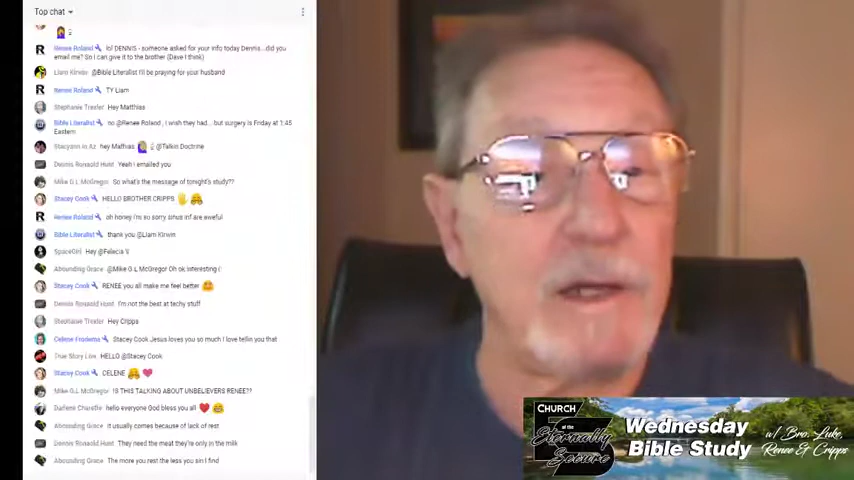 Top chat
Renee Roland lol DENNIS - someone asked for your info today Dennis...did you
email me? So I can give it to the brother (Dave I think)
Liam Kirwin @Bible Literalist I'll be praying for your husband
Renee Roland TY Liam
Stephanie Trexler Hey Matthias
Bible Literalist no @Renee Roland , I wish they had... but surgery is Friday at 1:45
Eastern
Stacyann in Az hey Mathias @Talkin Doctrine
Dennis Ronaold Hunt Yeah I emailed you
Mike G.L McGregor So what's the message of tonight's study??
Stacey Cook HELLO BROTHER CRIPPS
Renee Roland oh honey i'm so sorry sinus inf are aweful
Bible Literalist thank you @Liam Kirwin
SpaceGirl Hey @Felecia
Abounding Grace @Mike G.L McGregor Oh ok interesting
Stacey Cook RENEE you all make me feel better
Dennis Ronaold Hunt I'm not the best at techy stuff
Stephanie Trexler Hey Cripps
Celene Stacey Cook Jesus loves you so much I love tellin you that
True Story Lion HELLO @Stacey Cook
Stacey Cook CELENE
Mike G.L McGregor IS THIS TALKING ABOUT UNBELIEVERS RENEE??
Darlene hello everyone God bless you all
Abounding Grace It usually comes because of lack of rest
Dennis Ronaold Hunt They need the meat they're only in the milk
Abounding Grace The more you rest the less you sin I find
CHURCH
of the
Eternally
Secure
Wednesday
Bible Study
w/ Bro. Luke,
Renee & Cripps